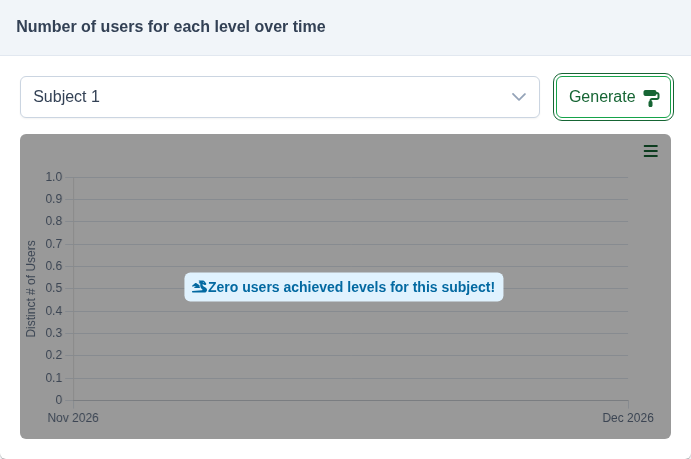 Number of users for each level over time
Subject 1
Generate
1.0
0.9
0.8
0.7
0.6
0.5
0.4
0.3
0.2
0.1
0
Distinct # of Users
Zero users achieved levels for this subject!
Nov 2026
Dec 2026